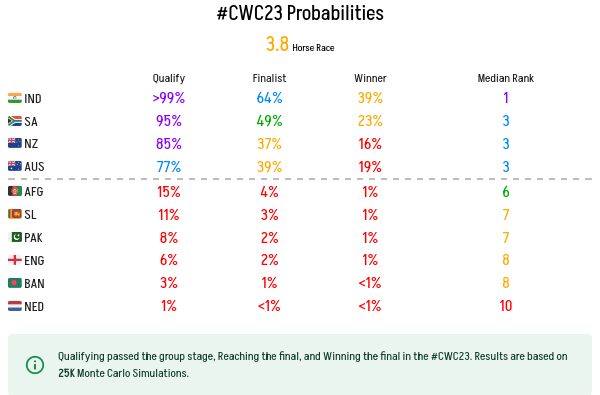 #CWC23 Probabilities
3.8 Horse Race
Qualify Finalist Winner Median Rank
IND >99% 64% 39% 1
SA 95% 49% 23% 3
NZ 85% 37% 16% 3
AUS 77% 39% 19% 3
AFG 15% 4% 1% 6
SL 11% 3% 1% 7
PAK 8% 2% 1% 7
ENG 6% 2% 1% 8
BAN 3% 1% <1% 8
NED 1% <1% <1% 10
Qualifying passed the group stage, Reaching the final, and Winning the final in the #CWC23. Results are based on
25K Monte Carlo Simulations.